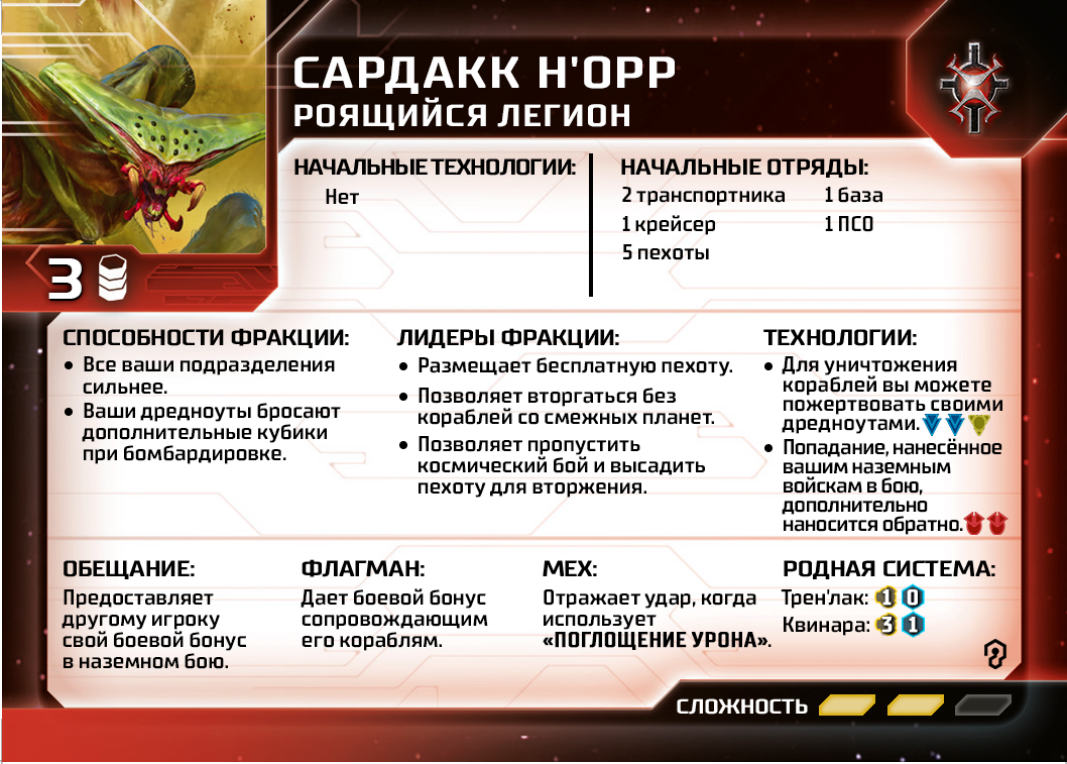 САРДАКК Н'ОРР
РОЯЩИЙСЯ ЛЕГИОН
3
НАЧАЛЬНЫЕ ТЕХНОЛОГИИ:
Нет
НАЧАЛЬНЫЕ ОТРЯДЫ:
2 транспортника 1 база
1 крейсер 1 ПСО
5 пехоты
СПОСОБНОСТИ ФРАКЦИИ:
• Все ваши подразделения
сильнее.
• Ваши дредноуты бросают
дополнительные кубики
при бомбардировке.
ЛИДЕРЫ ФРАКЦИИ:
• Размещает бесплатную пехоту.
• Позволяет вторгаться без
кораблей со смежных планет.
• Позволяет пропустить
космический бой и высадить
пехоту для вторжения.
ТЕХНОЛОГИИ:
• Для уничтожения
кораблей вы можете
пожертвовать своими
дредноутами.
• Попадание, нанесённое
вашим наземным
войскам в бою,
дополнительно
наносится обратно.
ОБЕЩАНИЕ:
Предоставляет
другому игроку
свой боевой бонус
в наземном бою.
ФЛАГМАН:
Дает боевой бонус
сопровождающим
его кораблям.
МЕХ:
Отражает удар, когда
использует
«ПОГЛОЩЕНИЕ УРОНА».
РОДНАЯ СИСТЕМА:
Трен'лак: 1 0
Квинара: 3 1
СЛОЖНОСТЬ